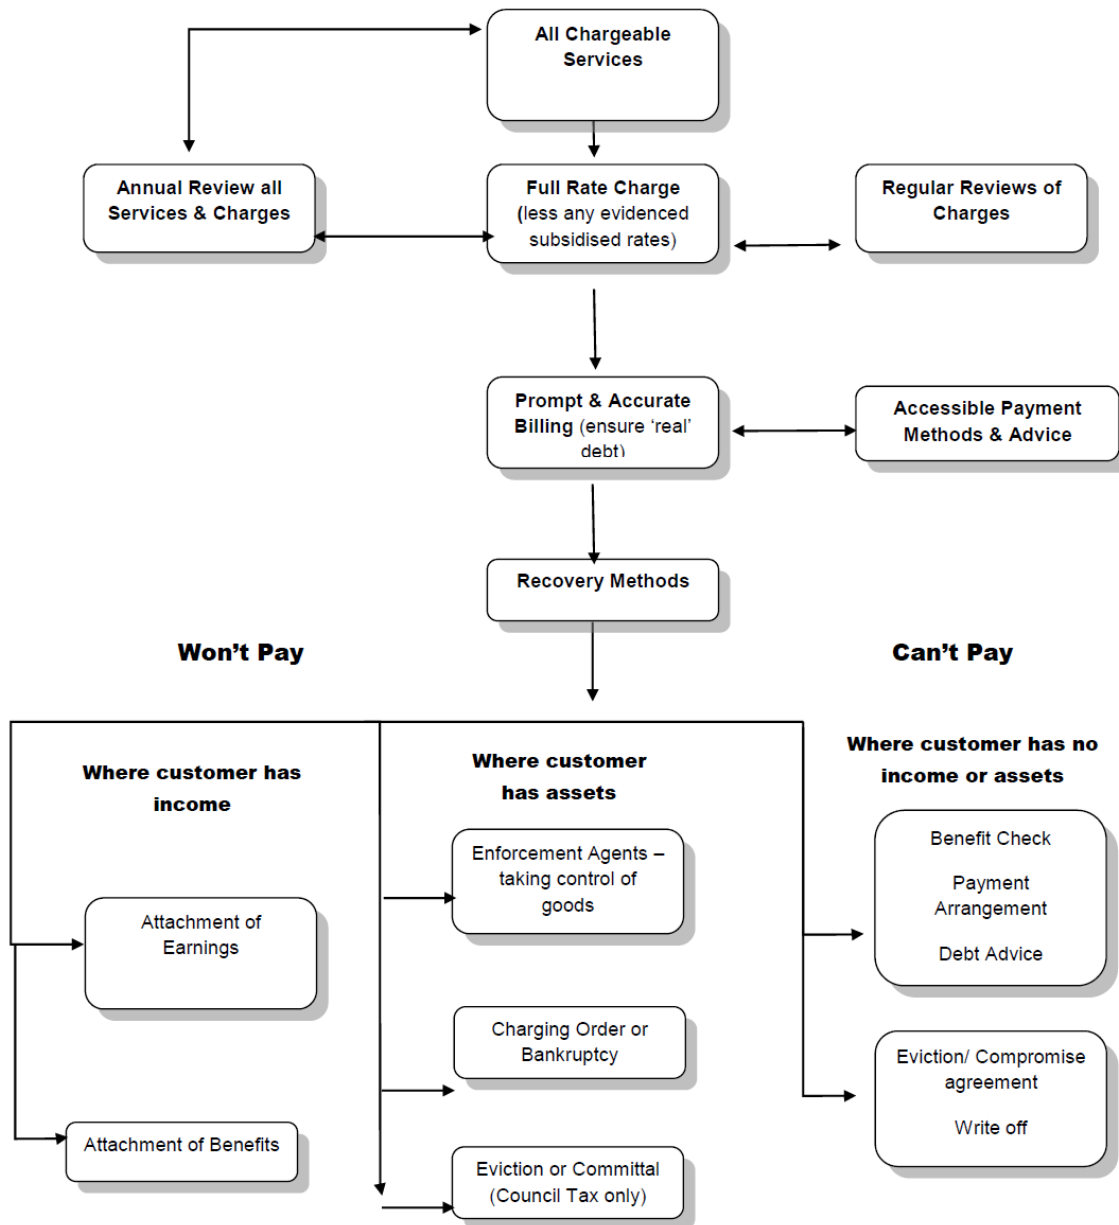 All Chargeable
Services
Annual Review all
Services & Charges
Full Rate Charge
(less any evidenced
subsidised rates)
Regular Reviews of
Charges
Prompt & Accurate
Billing (ensure ‘real’
debt)
Accessible Payment
Methods & Advice
Recovery Methods
Won’t Pay
Can’t Pay
Where customer has
income
Where customer
has assets
Where customer has no
income or assets
Attachment of
Earnings
Attachment of Benefits
Enforcement Agents –
taking control of
goods
Charging Order or
Bankruptcy
Eviction or Committal
(Council Tax only)
Benefit Check
Payment
Arrangement
Debt Advice
Eviction/ Compromise
agreement
Write off